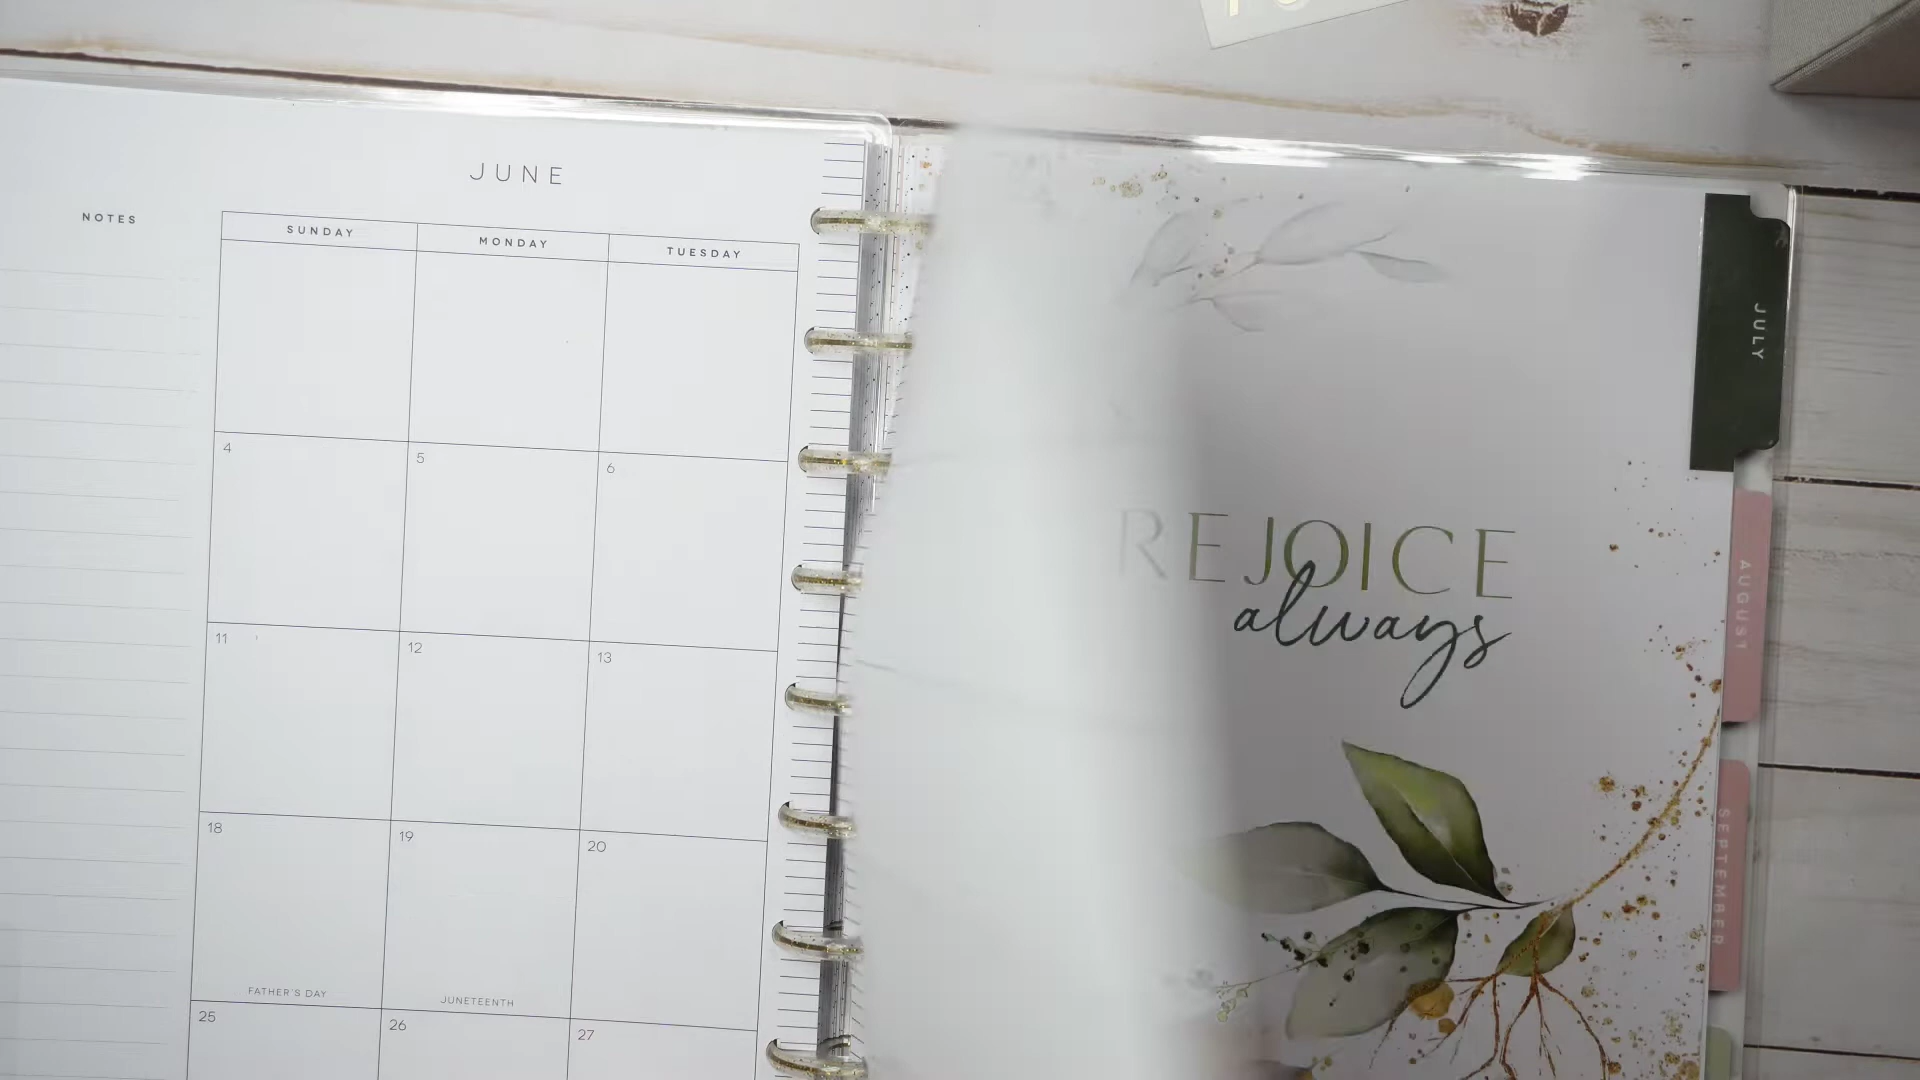 JUNE
NOTES
SUNDAY MONDAY TUESDAY
4 5 6
11 12 13
18 19 20
FATHER'S DAY JUNETEENTH
25 26 27
REJOICE
always
JULY
AUGUST
SEPTEMBER